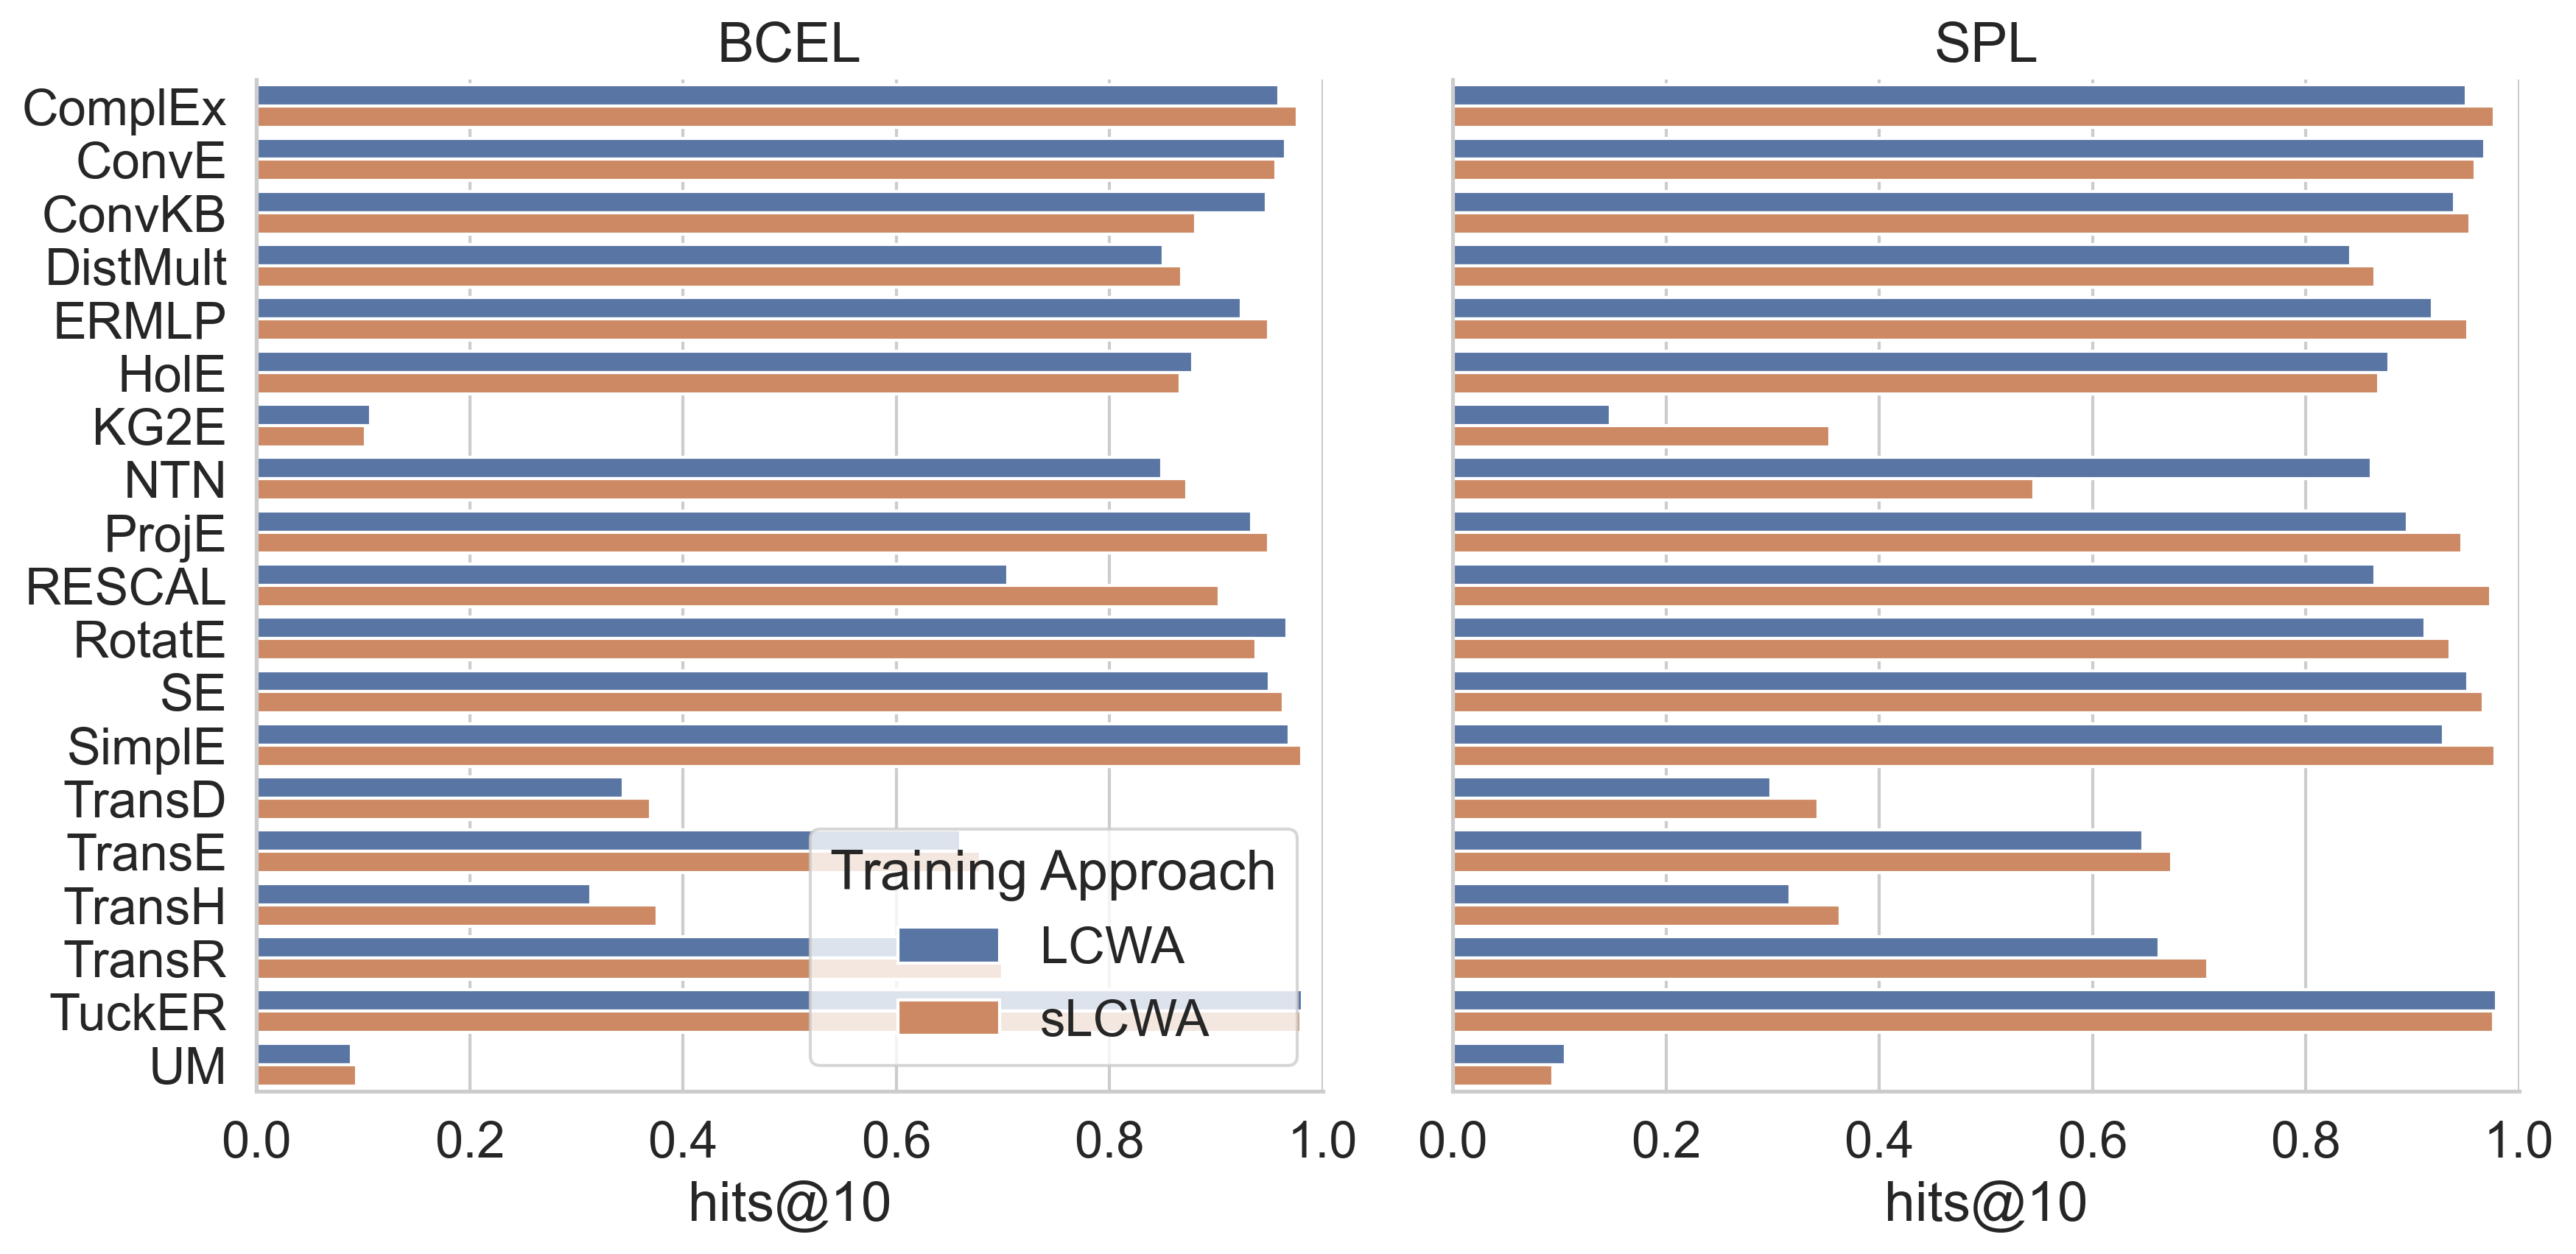 BCEL
SPL
ComplEx
ConvE
ConvKB
DistMult
ERMLP
HolE
KG2E
NTN
ProjE
RESCAL
RotatE
SE
SimplE
TransD
TransE
TransH
TransR
TuckER
UM
Training Approach
LCWA
sLCWA
0.0 0.2 0.4 0.6 0.8 1.0
0.0 0.2 0.4 0.6 0.8 1.0
hits@10
hits@10